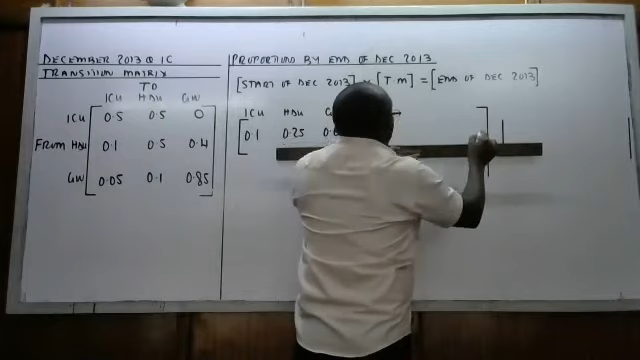 DECEMBER 2013 Q 1C
TRANSITION MATRIX
TO
ICU HDU GW
ICU 0.5 0.5 0
FROM HDU 0.1 0.5 0.4
GW 0.05 0.1 0.85
PROPORTIONS BY END OF DEC 2013
[START OF DEC 2013] × [TM] = [END OF DEC 2013]
ICU HDU
0.1 0.25